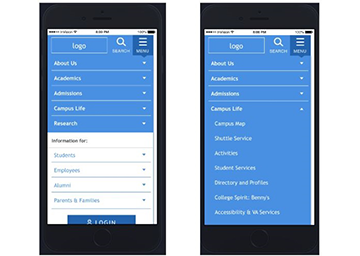 logo
SEARCH
MENU
About Us
Academics
Admissions
Campus Life
Research
Information for:
Students
Employees
Alumni
Parents & Families
LOGIN
logo
SEARCH
MENU
About Us
Academics
Admissions
Campus Life
Campus Map
Shuttle Service
Activities
Student Services
Directory and Profiles
College Spirit: Benny's
Accessibility & VA Services